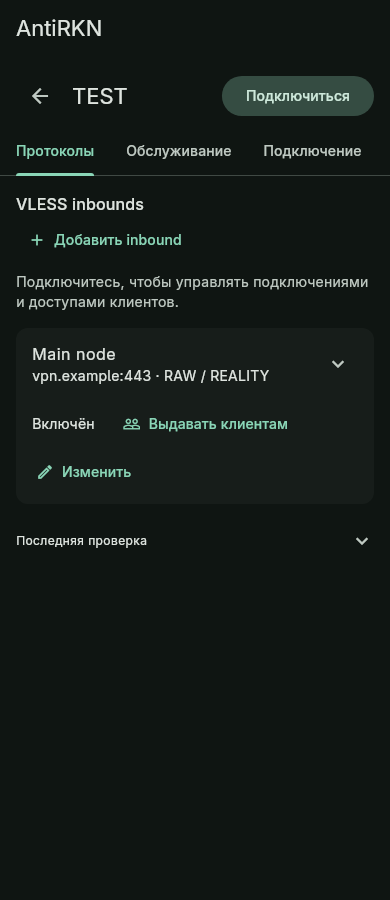 AntiRKN
TEST
Подключиться
Протоколы
Обслуживание
Подключение
VLESS inbounds
Добавить inbound
Подключитесь, чтобы управлять подключениями
и доступами клиентов.
Main node
vpn.example:443 · RAW / REALITY
Включён
Выдавать клиентам
Изменить
Последняя проверка